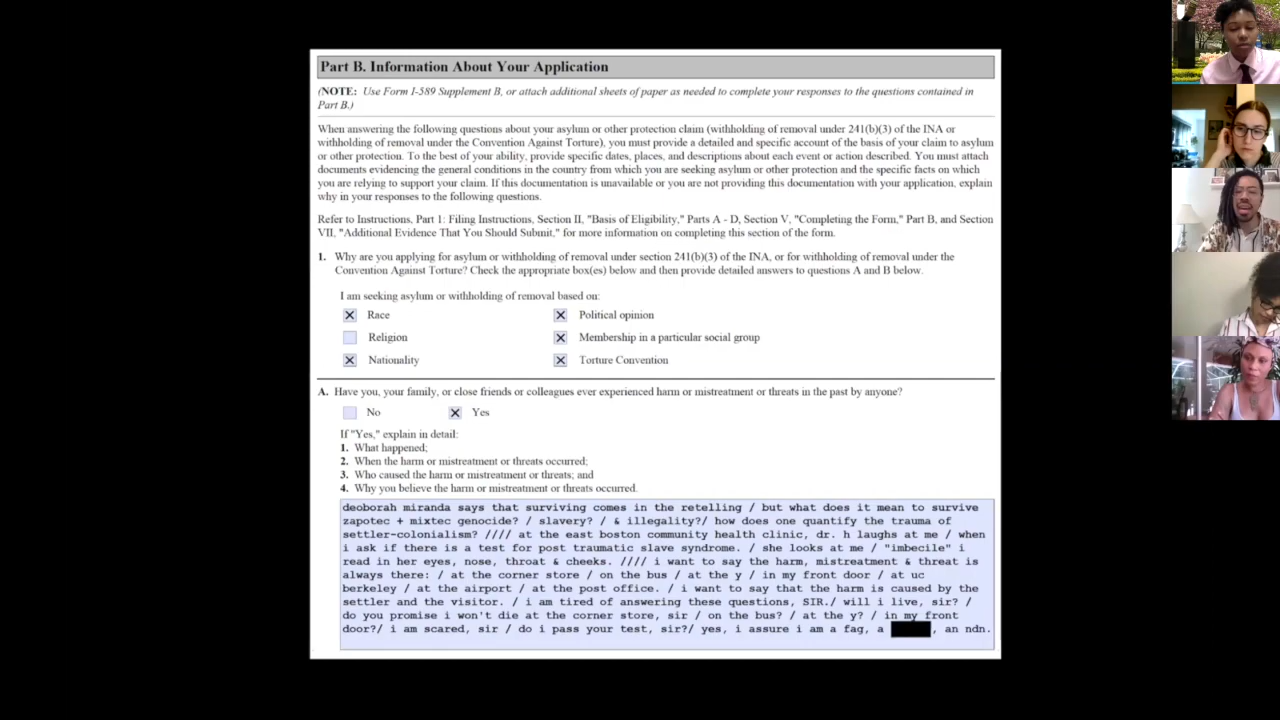 Part B. Information About Your Application
(NOTE: Use Form I-589 Supplement B, or attach additional sheets of paper as needed to complete your responses to the questions contained in
Part B.)
When answering the following questions about your asylum or other protection claim (withholding of removal under 241(b)(3) of the INA or
withholding of removal under the Convention Against Torture), you must provide a detailed and specific account of the basis of your claim to asylum
or other protection. To the best of your ability, provide specific dates, places, and descriptions about each event or action described. You must attach
documents evidencing the general conditions in the country from which you are seeking asylum or other protection and the specific facts on which
you are relying to support your claim. If this documentation is unavailable or you are not providing this documentation with your application, explain
why in your responses to the following questions.
Refer to Instructions, Part 1: Filing Instructions, Section II, "Basis of Eligibility," Parts A - D, Section V, "Completing the Form," Part B, and Section
VII, "Additional Evidence That You Should Submit," for more information on completing this section of the form.
1. Why are you applying for asylum or withholding of removal under section 241(b)(3) of the INA, or for withholding of removal under the
Convention Against Torture? Check the appropriate box(es) below and then provide detailed answers to questions A and B below.
I am seeking asylum or withholding of removal based on:
Race Political opinion
Religion Membership in a particular social group
Nationality Torture Convention
A. Have you, your family, or close friends or colleagues ever experienced harm or mistreatment or threats in the past by anyone?
No Yes
If "Yes," explain in detail:
1. What happened;
2. When the harm or mistreatment or threats occurred;
3. Who caused the harm or mistreatment or threats; and
4. Why you believe the harm or mistreatment or threats occurred.
deoborah miranda says that surviving comes in the retelling / but what does it mean to survive
zapotec + mixtec genocide? / slavery? / & illegality?/ how does one quantify the trauma of
settler-colonialism? //// at the east boston community health clinic, dr. h laughs at me / when
i ask if there is a test for post traumatic slave syndrome. / she looks at me / "imbecile" i
read in her eyes, nose, throat & cheeks. //// i want to say the harm, mistreatment & threat is
always there: / at the corner store / on the bus / at the y / in my front door / at uc
berkeley / at the airport / at the post office. / i want to say that the harm is caused by the
settler and the visitor. / i am tired of answering these questions, SIR./ will i live, sir? /
do you promise i won't die at the corner store, sir / on the bus? / at the y? / in my front
door?/ i am scared, sir / do i pass your test, sir?/ yes, i assure i am a fag, a , an ndn.